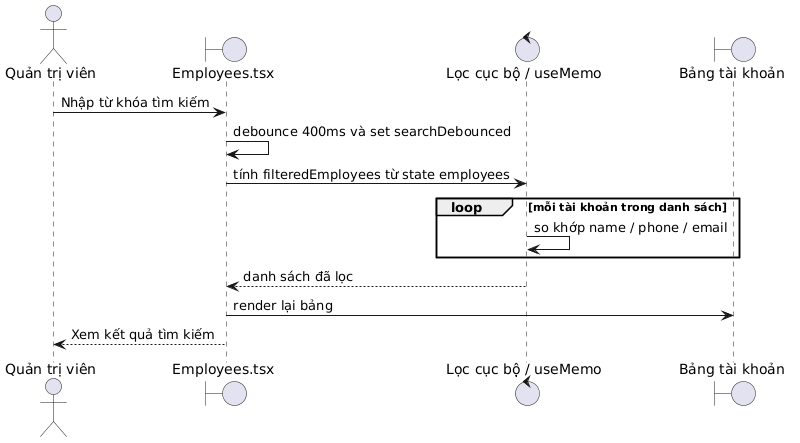 Quản trị viên
Employees.tsx
Lọc cục bộ / useMemo
Bảng tài khoản
Nhập từ khóa tìm kiếm
debounce 400ms và set searchDebounced
tính filteredEmployees từ state employees
loop
[mỗi tài khoản trong danh sách]
so khớp name / phone / email
danh sách đã lọc
render lại bảng
Xem kết quả tìm kiếm
Quản trị viên
Employees.tsx
Lọc cục bộ / useMemo
Bảng tài khoản